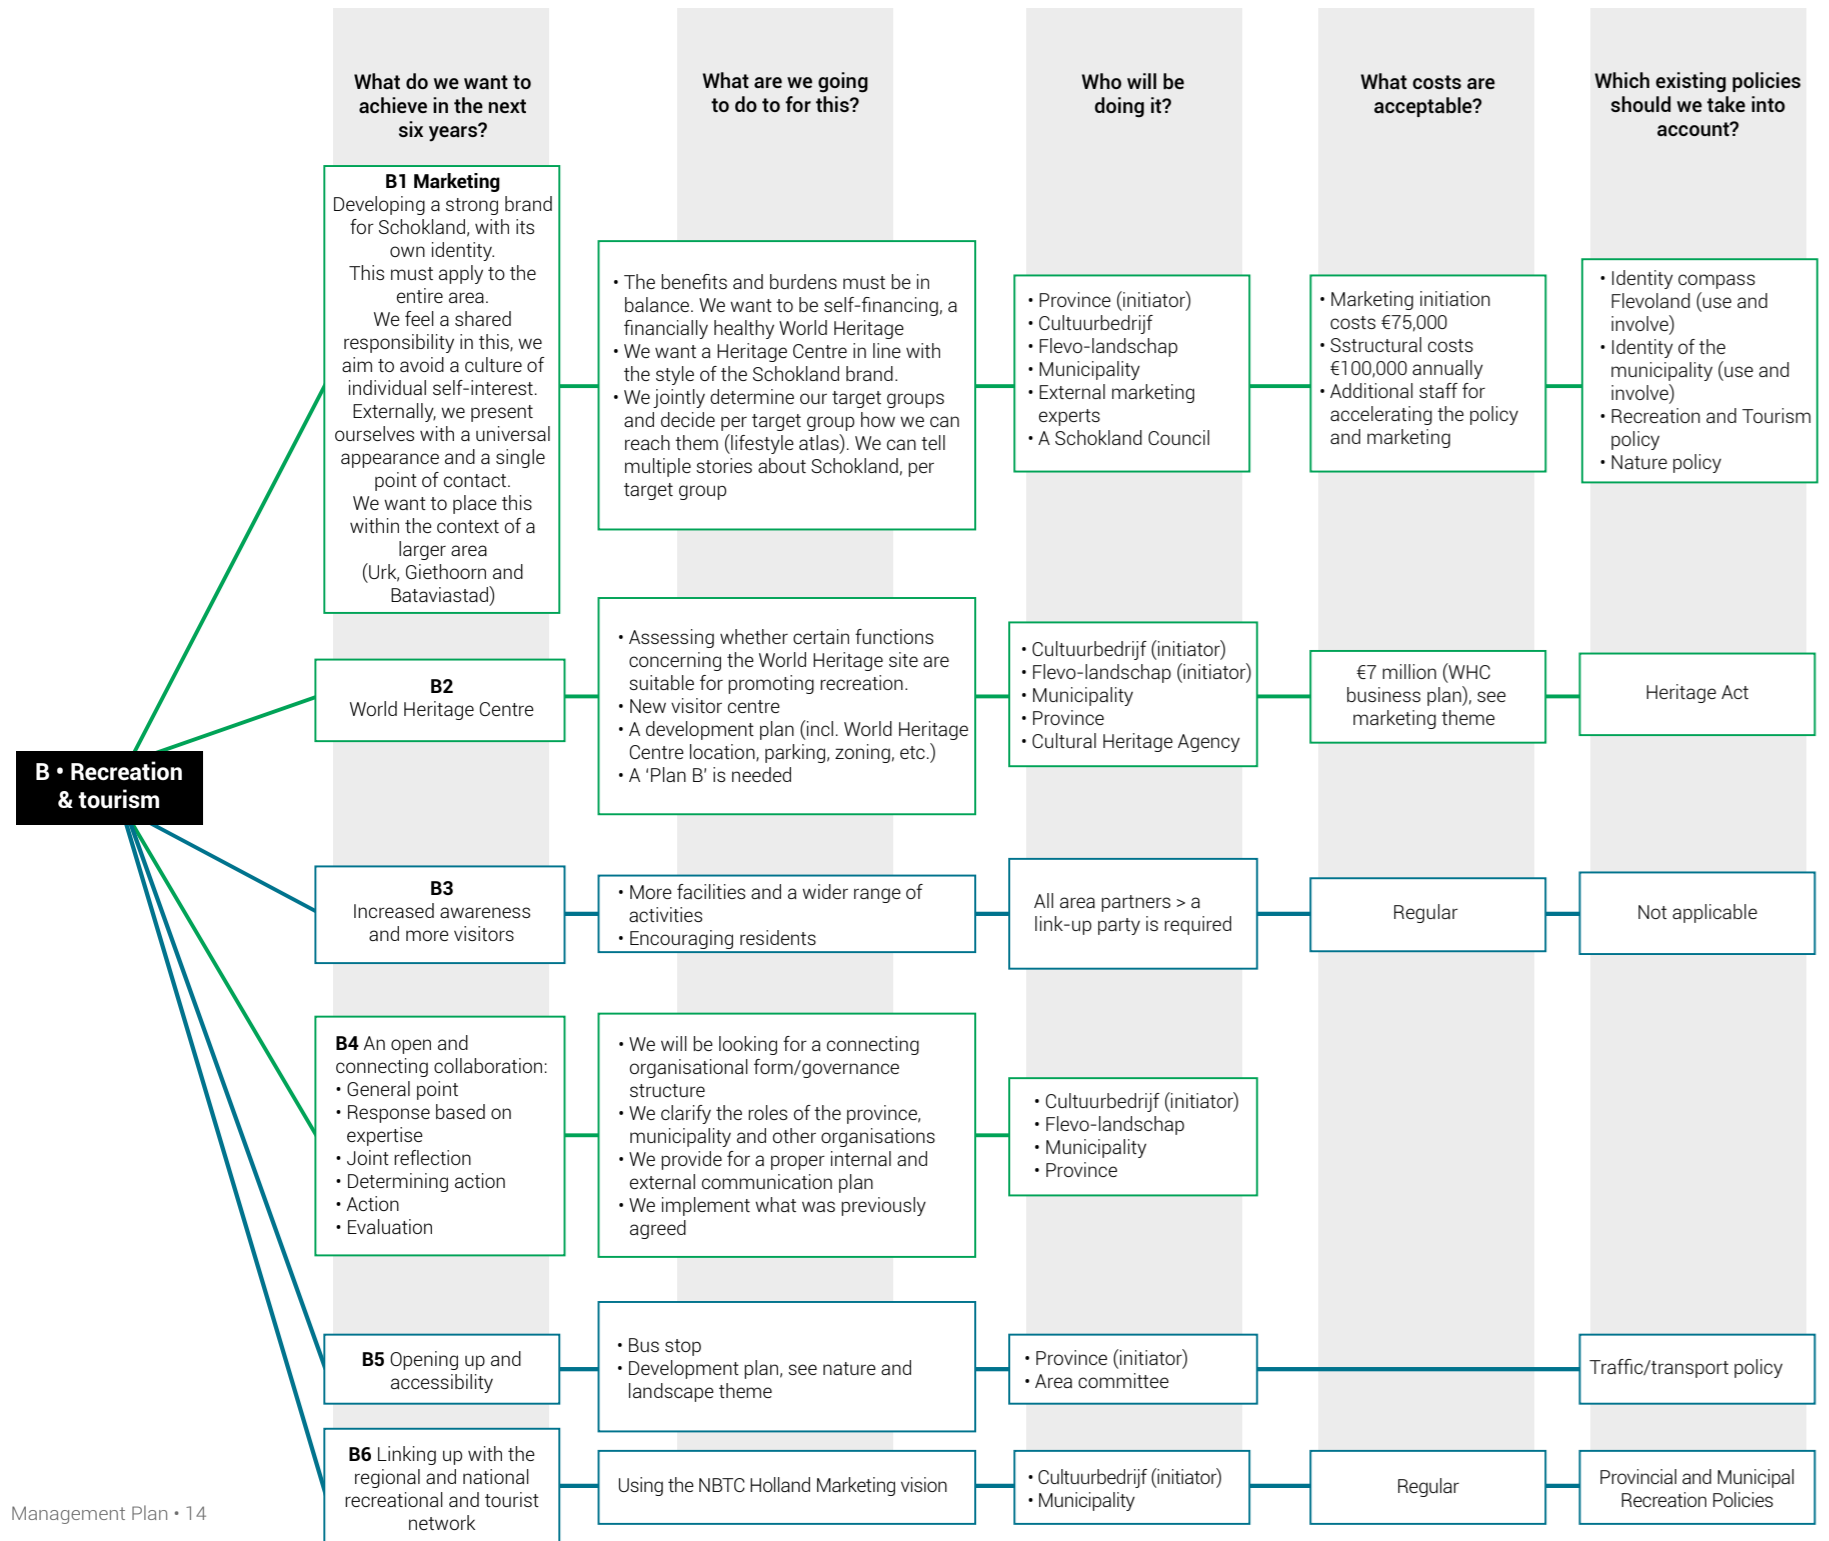 What do we want to
achieve in the next
six years?
What are we going
to do to for this?
Who will be
doing it?
What costs are
acceptable?
Which existing policies
should we take into
account?
B • Recreation
& tourism
B1 Marketing
Developing a strong brand
for Schokland, with its
own identity.
This must apply to the
entire area.
We feel a shared
responsibility in this, we
aim to avoid a culture of
individual self-interest.
Externally, we present
ourselves with a universal
appearance and a single
point of contact.
We want to place this
within the context of a
larger area
(Urk, Giethoorn and
Bataviastad)
• The benefits and burdens must be in
balance. We want to be self-financing, a
financially healthy World Heritage
• We want a Heritage Centre in line with
the style of the Schokland brand.
• We jointly determine our target groups
and decide per target group how we can
reach them (lifestyle atlas). We can tell
multiple stories about Schokland, per
target group
• Province (initiator)
• Cultuurbedrijf
• Flevo-landschap
• Municipality
• External marketing
experts
• A Schokland Council
• Marketing initiation
costs €75,000
• Sstructural costs
€100,000 annually
• Additional staff for
accelerating the policy
and marketing
• Identity compass
Flevoland (use and
involve)
• Identity of the
municipality (use and
involve)
• Recreation and Tourism
policy
• Nature policy
B2
World Heritage Centre
• Assessing whether certain functions
concerning the World Heritage site are
suitable for promoting recreation.
• New visitor centre
• A development plan (incl. World Heritage
Centre location, parking, zoning, etc.)
• A ‘Plan B’ is needed
• Cultuurbedrijf (initiator)
• Flevo-landschap (initiator)
• Municipality
• Province
• Cultural Heritage Agency
€7 million (WHC
business plan), see
marketing theme
Heritage Act
B3
Increased awareness
and more visitors
• More facilities and a wider range of
activities
• Encouraging residents
All area partners > a
link-up party is required
Regular
Not applicable
B4 An open and
connecting collaboration:
• General point
• Response based on
expertise
• Joint reflection
• Determining action
• Action
• Evaluation
• We will be looking for a connecting
organisational form/governance
structure
• We clarify the roles of the province,
municipality and other organisations
• We provide for a proper internal and
external communication plan
• We implement what was previously
agreed
• Cultuurbedrijf (initiator)
• Flevo-landschap
• Municipality
• Province
B5 Opening up and
accessibility
• Bus stop
• Development plan, see nature and
landscape theme
• Province (initiator)
• Area committee
Traffic/transport policy
B6 Linking up with the
regional and national
recreational and tourist
network
Using the NBTC Holland Marketing vision
• Cultuurbedrijf (initiator)
• Municipality
Regular
Provincial and Municipal
Recreation Policies
Management Plan • 14